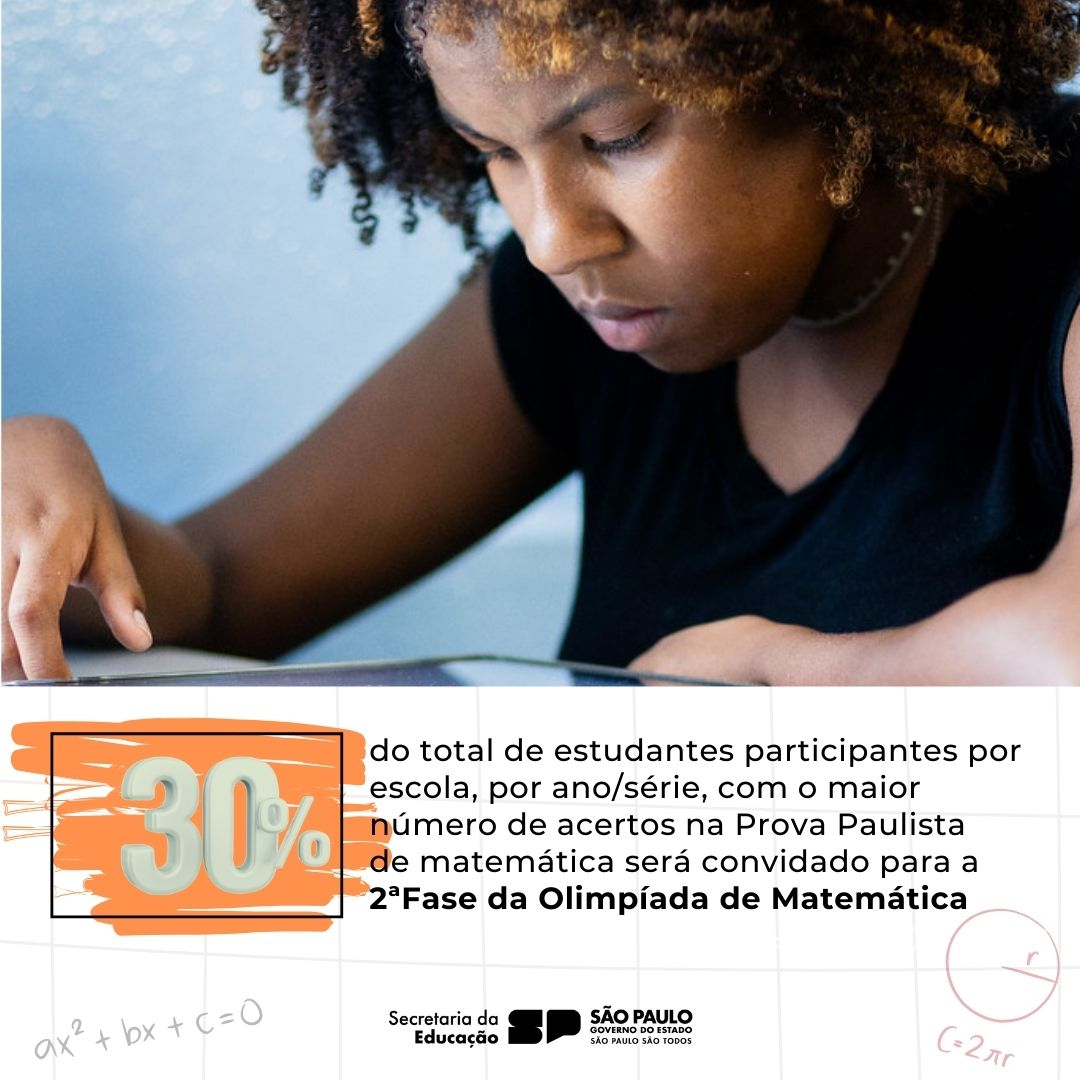 30%
do total de estudantes participantes por
escola, por ano/série, com o maior
número de acertos na Prova Paulista
de matemática será convidado para a
2ªFase da Olimpíada de Matemática
r
C=2πr
ax² + bx + c = 0
Secretaria da
Educação
SP
SÃO PAULO
GOVERNO DO ESTADO
SÃO PAULO SÃO TODOS